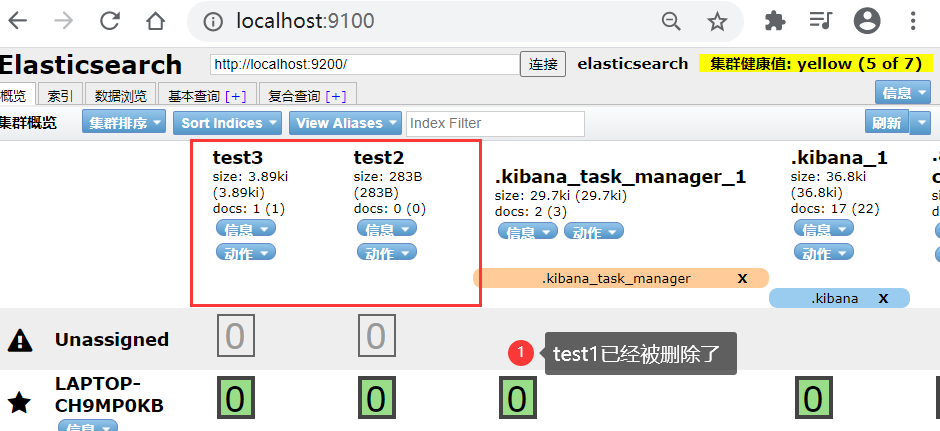 localhost:9100
Elasticsearch
http://localhost:9200/
连接
elasticsearch
集群健康值: yellow (5 of 7)
概览
索引
数据浏览
基本查询 [+]
复合查询 [+]
信息
集群概览
集群排序
Sort Indices
View Aliases
Index Filter
刷新
test3
size: 3.89ki
(3.89ki)
docs: 1 (1)
信息
动作
test2
size: 283B
(283B)
docs: 0 (0)
信息
动作
.kibana_task_manager_1
size: 29.7ki (29.7ki)
docs: 2 (3)
信息
动作
.kibana_1
size: 36.8ki
(36.8ki)
docs: 17 (22)
信息
动作
.kibana_task_manager X
.kibana X
Unassigned
0
0
1
test1已经被删除了
LAPTOP-
CH9MP0KB
信息
0
0
0
0